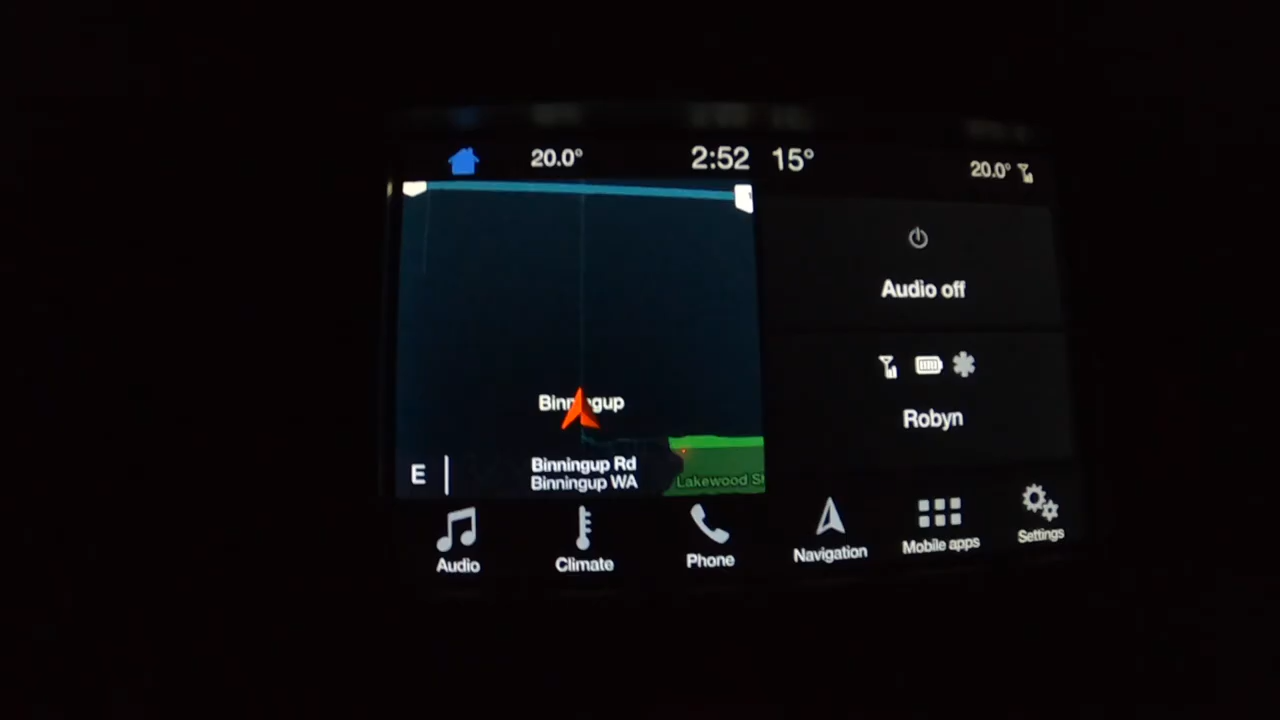 20.0°
2:52
15°
20.0°
Audio off
Robyn
Binningup
Binningup Rd
Binningup WA
E
Lakewood
Audio
Climate
Phone
Navigation
Mobile apps
Settings